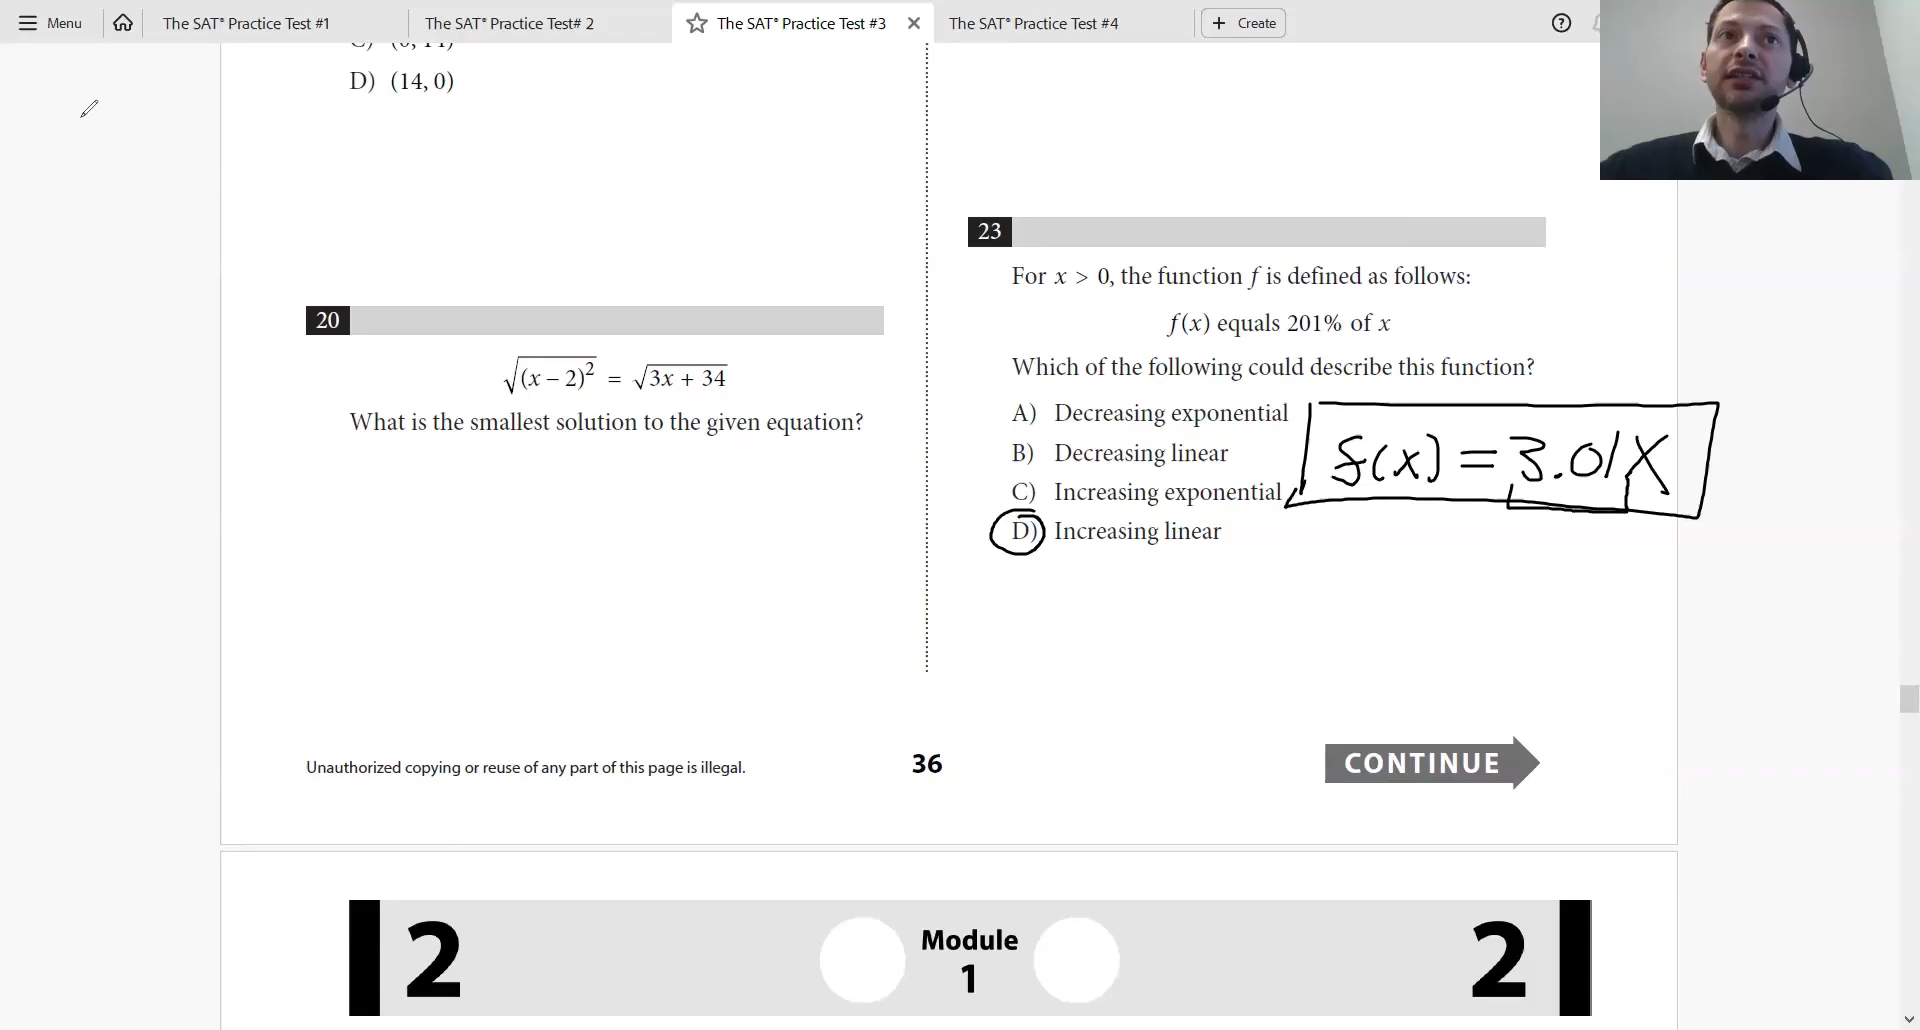 Menu
The SAT® Practice Test #1
The SAT® Practice Test# 2
The SAT® Practice Test #3
The SAT® Practice Test #4
+ Create
D) (14, 0)
20
√(x – 2)² = √3x + 34
What is the smallest solution to the given equation?
23
For x > 0, the function f is defined as follows:
f(x) equals 201% of x
Which of the following could describe this function?
A) Decreasing exponential
B) Decreasing linear
C) Increasing exponential
D) Increasing linear
f(x) = 3.01X
Unauthorized copying or reuse of any part of this page is illegal.
36
CONTINUE
2
Module
1
2